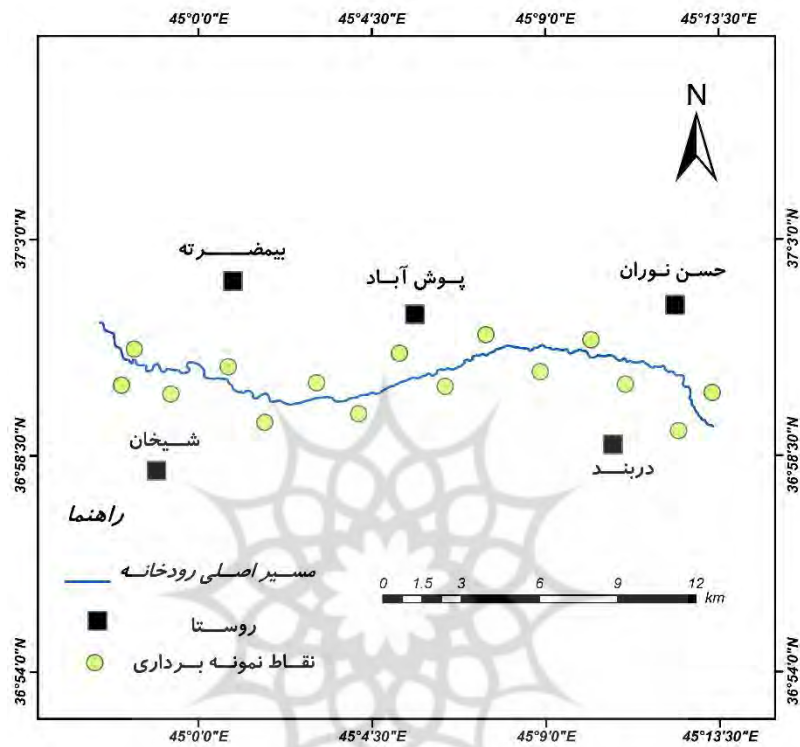 45°0'0"E 45°4'30"E 45°9'0"E 45°13'30"E
N
37°3'0"N 37°3'0"N
بیمضرته
پوش آباد
حسن نوران
36°58'30"N 36°58'30"N
شیخان
دربند
راهنما
مسیر اصلی رودخانه
0 1.5 3 6 9 12
km
روستا
نقاط نمونه برداری
36°54'0"N 36°54'0"N
45°0'0"E 45°4'30"E 45°9'0"E 45°13'30"E